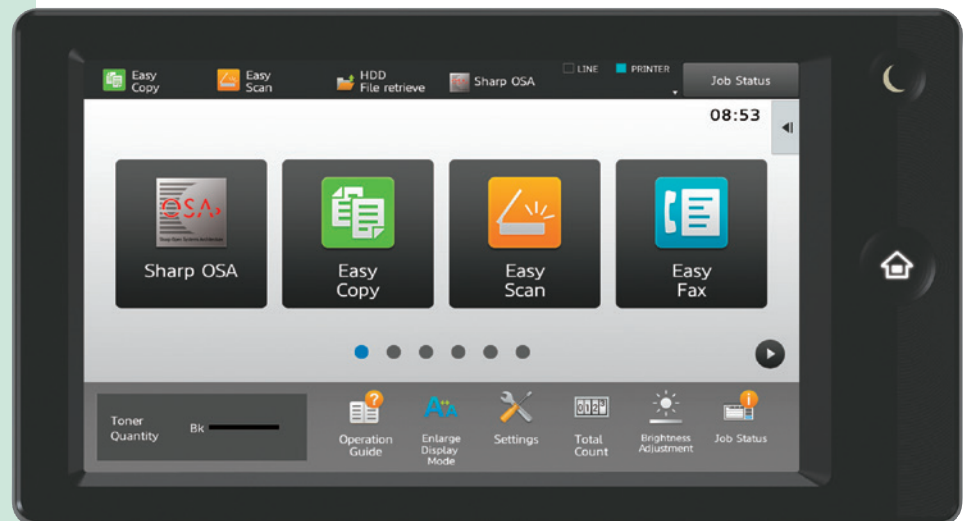 Easy
Copy
Easy
Scan
HDD
File retrieve
Sharp OSA
LINE
PRINTER
Job Status
08:53
OSA
Sharp OSA
Easy
Copy
Easy
Scan
Easy
Fax
Toner
Quantity
Bk
Operation
Guide
Enlarge
Display
Mode
Settings
Total
Count
Brightness
Adjustment
Job Status